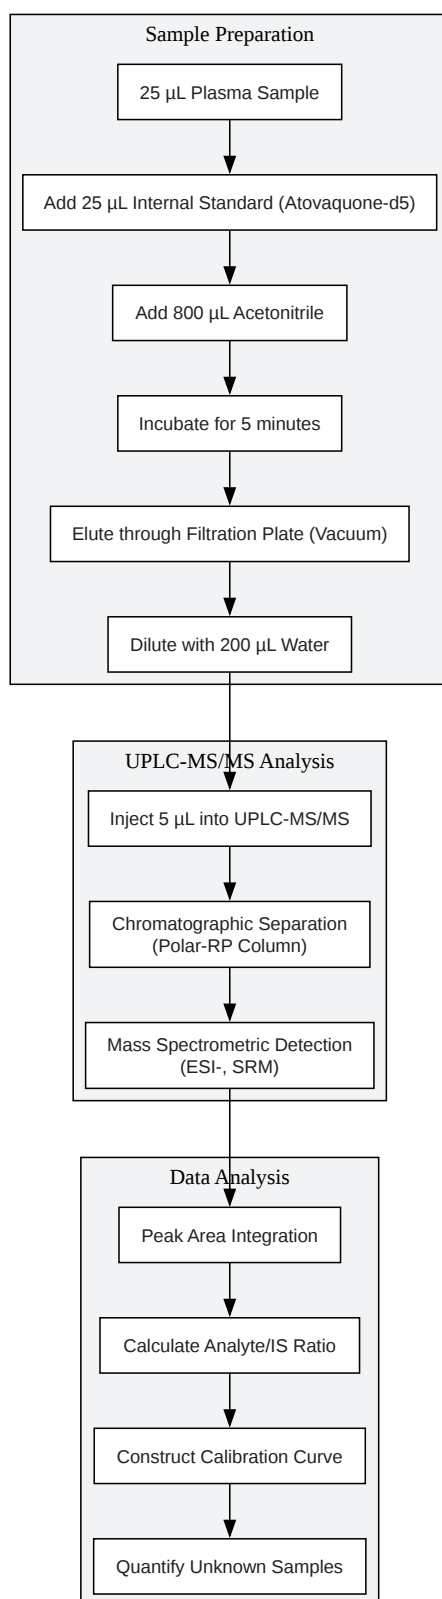 Sample Preparation
25 µL Plasma Sample
Add 25 µL Internal Standard (Atovaquone-d5)
Add 800 µL Acetonitrile
Incubate for 5 minutes
Elute through Filtration Plate (Vacuum)
Dilute with 200 µL Water
UPLC-MS/MS Analysis
Inject 5 µL into UPLC-MS/MS
Chromatographic Separation
(Polar-RP Column)
Mass Spectrometric Detection
(ESI-, SRM)
Data Analysis
Peak Area Integration
Calculate Analyte/IS Ratio
Construct Calibration Curve
Quantify Unknown Samples